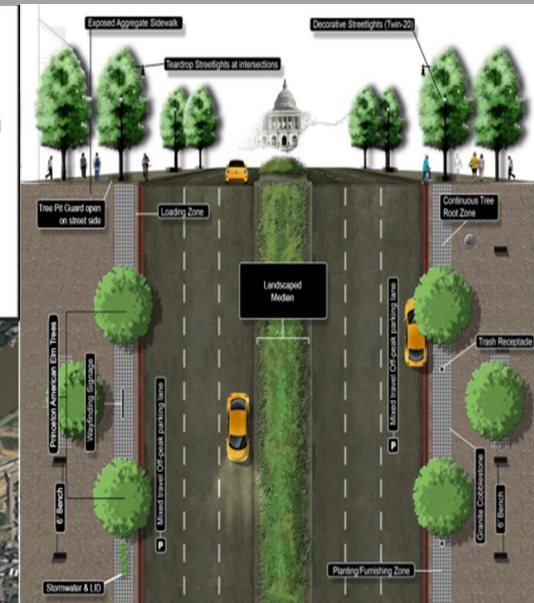 Exposed Aggregate Sidewalk
Decorative Streetlights (Twin-20)
Teardrop Streetlights at intersections
Tree Pit Guard open
on street side
Loading Zone
Continuous Tree
Root Zone
Landscaped
Median
Princeton American Elm Trees
Wayfinding Signage
Mixed travel Off-peak parking lane
P
6' Bench
Stormwater & LID
Mixed travel Off-peak parking lane
P
Trash Receptacle
Granite Cobblestone
6' Bench
Planting/Furnishing Zone